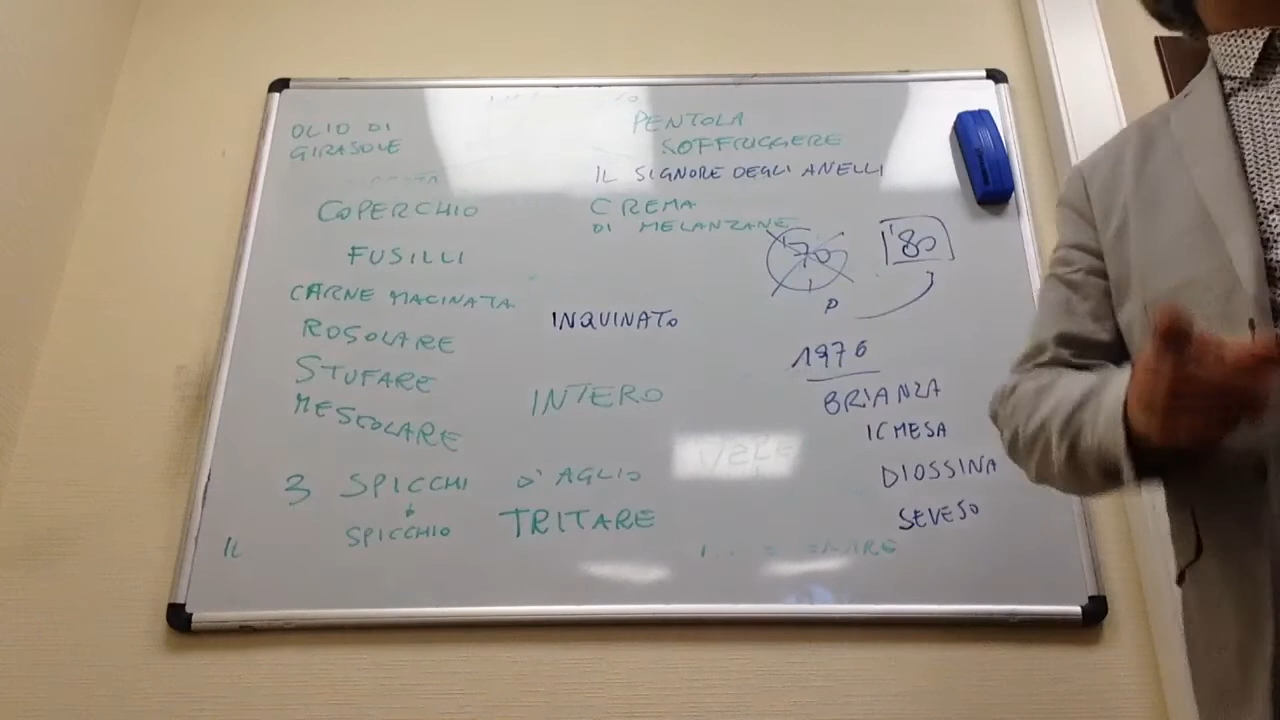 OLIO DI
GIRASOLE
COPERCHIO
FUSILLI
CARNE MACINATA
ROSOLARE
STUFARE
MESCOLARE
3 SPICCHI D'AGLIO
SPICCHIO
TRITARE
IL
PENTOLA
SOFFRIGGERE
IL SIGNORE DEGLI ANELLI
CREMA
DI MELANZANE
INQUINATO
INTERO
'70
'80
P
1976
BRIANZA
ICMESA
DIOSSINA
SEVESO